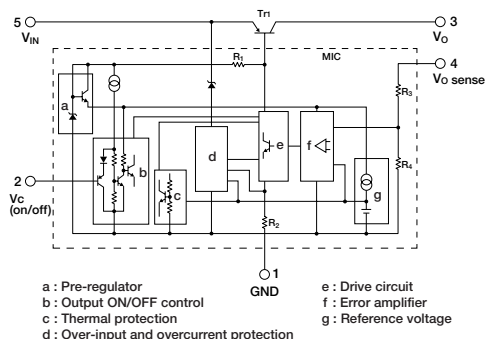 5
VIN
Tr1
3
VO
R1
MIC
4
VO sense
R3
a
e
f
d
b
R4
2
VC
(on/off)
c
g
R2
1
GND
a : Pre-regulator
b : Output ON/OFF control
c : Thermal protection
d : Over-input and overcurrent protection
e : Drive circuit
f : Error amplifier
g : Reference voltage